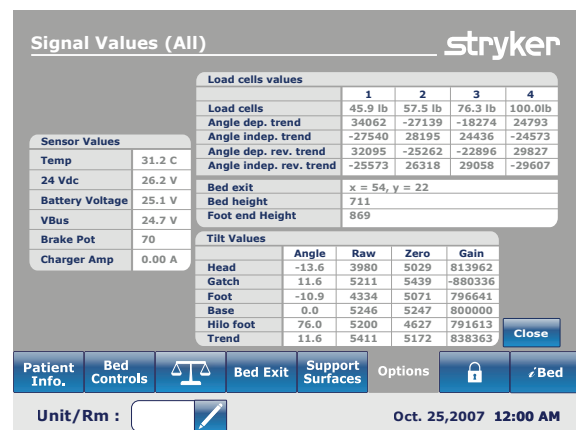 Signal Values (All)
stryker
Load cells values
1 2 3 4
Load cells 45.9 lb 57.5 lb 76.3 lb 100.0lb
Angle dep. trend 34062 -27139 -18274 24793
Angle indep. trend -27540 28195 24436 -24573
Angle dep. rev. trend 32095 -25262 -22896 29827
Angle indep. rev. trend -25573 26318 29058 -29607
Sensor Values
Temp 31.2 C
24 Vdc 26.2 V
Battery Voltage 25.1 V
VBus 24.7 V
Brake Pot 70
Charger Amp 0.00 A
Bed exit x = 54, y = 22
Bed height 711
Foot end Height 869
Tilt Values
Angle Raw Zero Gain
Head -13.6 3980 5029 813962
Gatch 11.6 5211 5439 -880336
Foot -10.9 4334 5071 796641
Base 0.0 5246 5247 800000
Hilo foot 76.0 5200 4627 791613
Trend 11.6 5411 5172 838363
Close
Patient Info.
Bed Controls
Bed Exit
Support Surfaces
Options
iBed
Unit/Rm :
Oct. 25,2007 12:00 AM